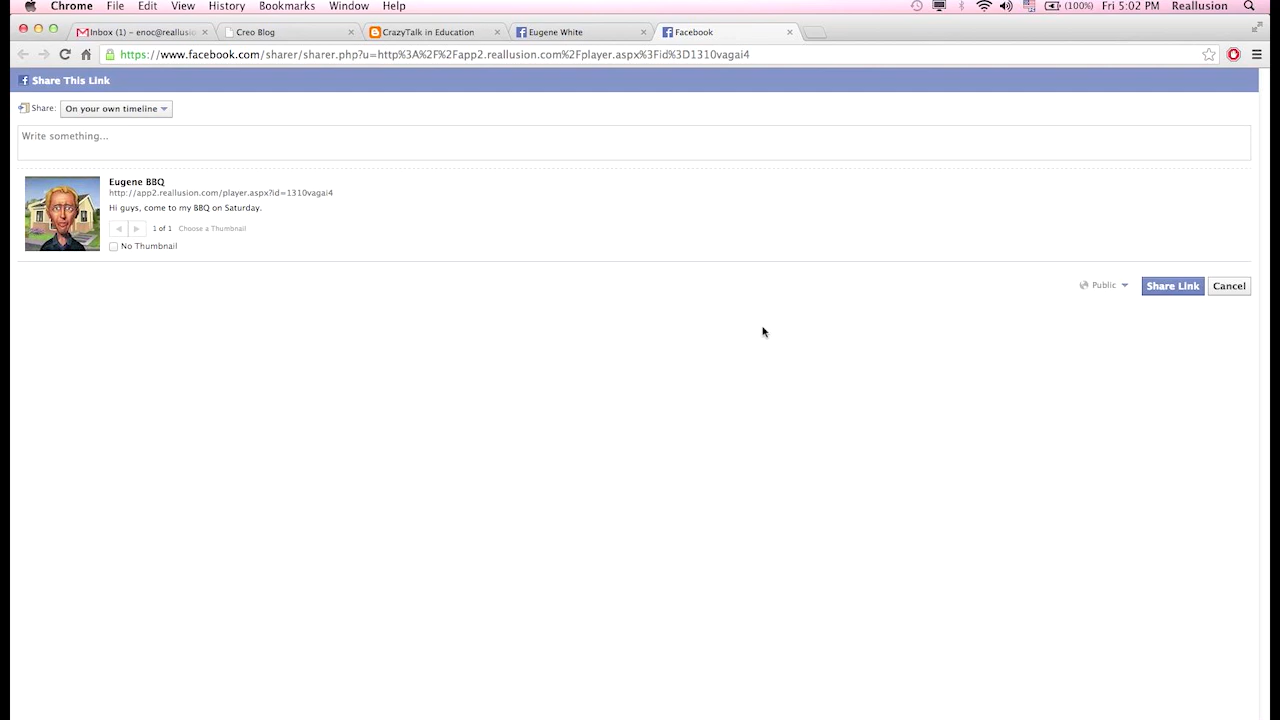 Chrome File Edit View History Bookmarks Window Help (100%) Fri 5:02 PM Reallusion
Inbox (1) – enoc@reallusio Creo Blog CrazyTalk in Education Eugene White Facebook
https://www.facebook.com/sharer/sharer.php?u=http%3A%2F%2Fapp2.reallusion.com%2Fplayer.aspx%3Fid%3D1310vagai4
Share This Link
Share: On your own timeline
Write something...
Eugene BBQ
http://app2.reallusion.com/player.aspx?id=1310vagai4
Hi guys, come to my BBQ on Saturday.
1 of 1 Choose a Thumbnail
No Thumbnail
Public Share Link Cancel